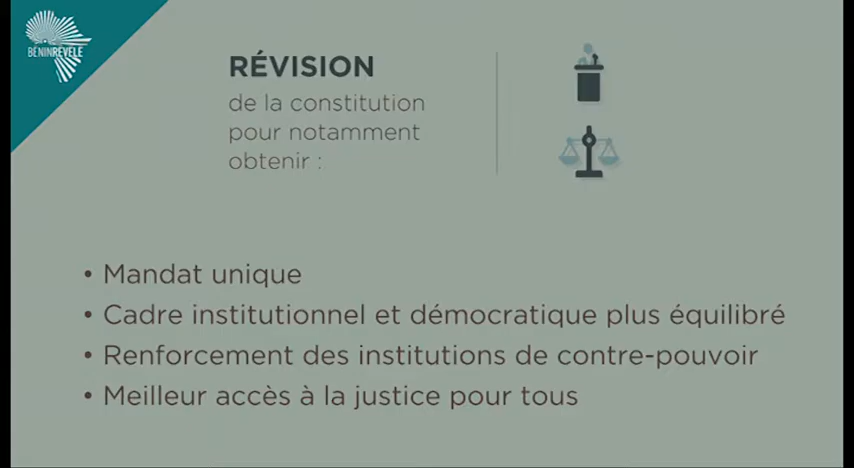 BÉNINRÉVÉLÉ
RÉVISION
de la constitution
pour notamment
obtenir :
• Mandat unique
• Cadre institutionnel et démocratique plus équilibré
• Renforcement des institutions de contre-pouvoir
• Meilleur accès à la justice pour tous